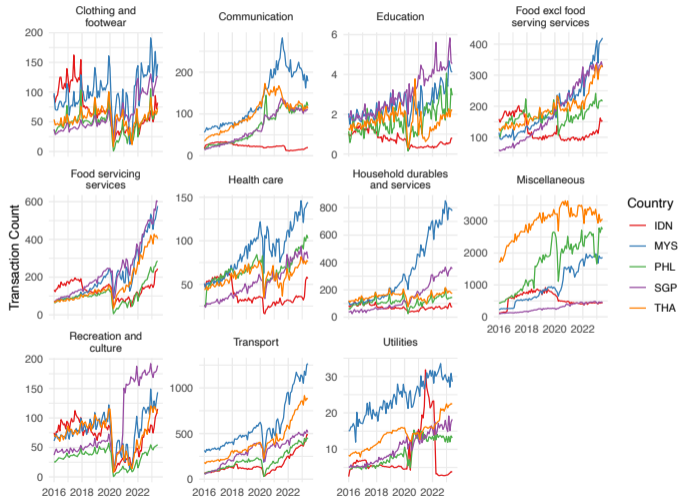 Clothing and
footwear
Communication
Education
Food excl food
serving services
200
150
100
50
0
200
100
0
6
4
2
0
400
300
200
100
Food servicing
services
Health care
Household durables
and services
Miscellaneous
600
400
200
0
150
100
50
800
600
400
200
0
3000
2000
1000
0
2016 2018 2020 2022
Recreation and
culture
Transport
Utilities
200
150
100
50
0
1000
500
0
30
20
10
2016 2018 2020 2022
2016 2018 2020 2022
2016 2018 2020 2022
Transaction Count
Country
IDN
MYS
PHL
SGP
THA